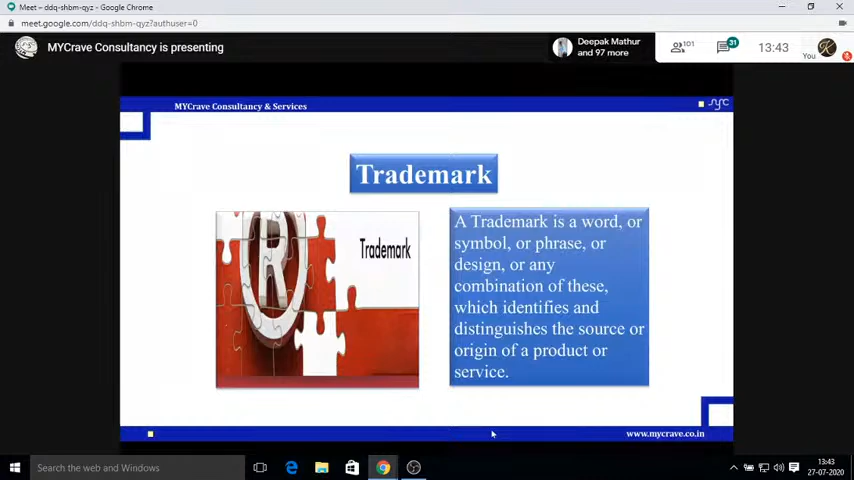 Meet – ddq-shbm-qyz - Google Chrome
meet.google.com/ddq-shbm-qyz?authuser=0
MYCrave Consultancy is presenting
Deepak Mathur
and 97 more
101
31
13:43
You
K
MYCrave Consultancy & Services
Trademark
R
Trademark
A Trademark is a word, or
symbol, or phrase, or
design, or any
combination of these,
which identifies and
distinguishes the source or
origin of a product or
service.
www.mycrave.co.in
Search the web and Windows
13:43
27-07-2020